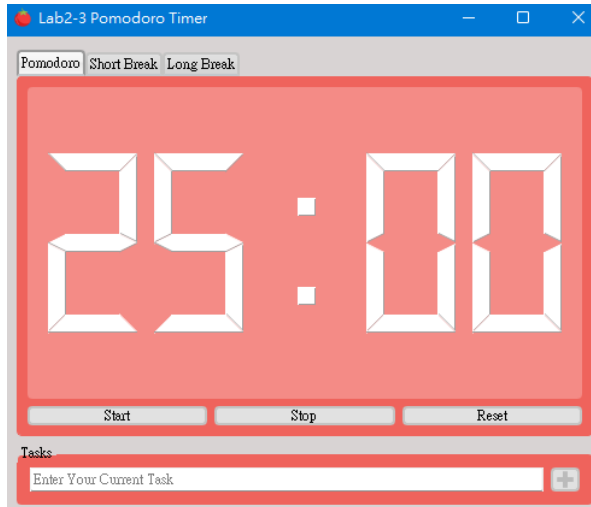 Lab2-3 Pomodoro Timer
Pomodoro Short Break Long Break
25:00
Start Stop Reset
Tasks
Enter Your Current Task